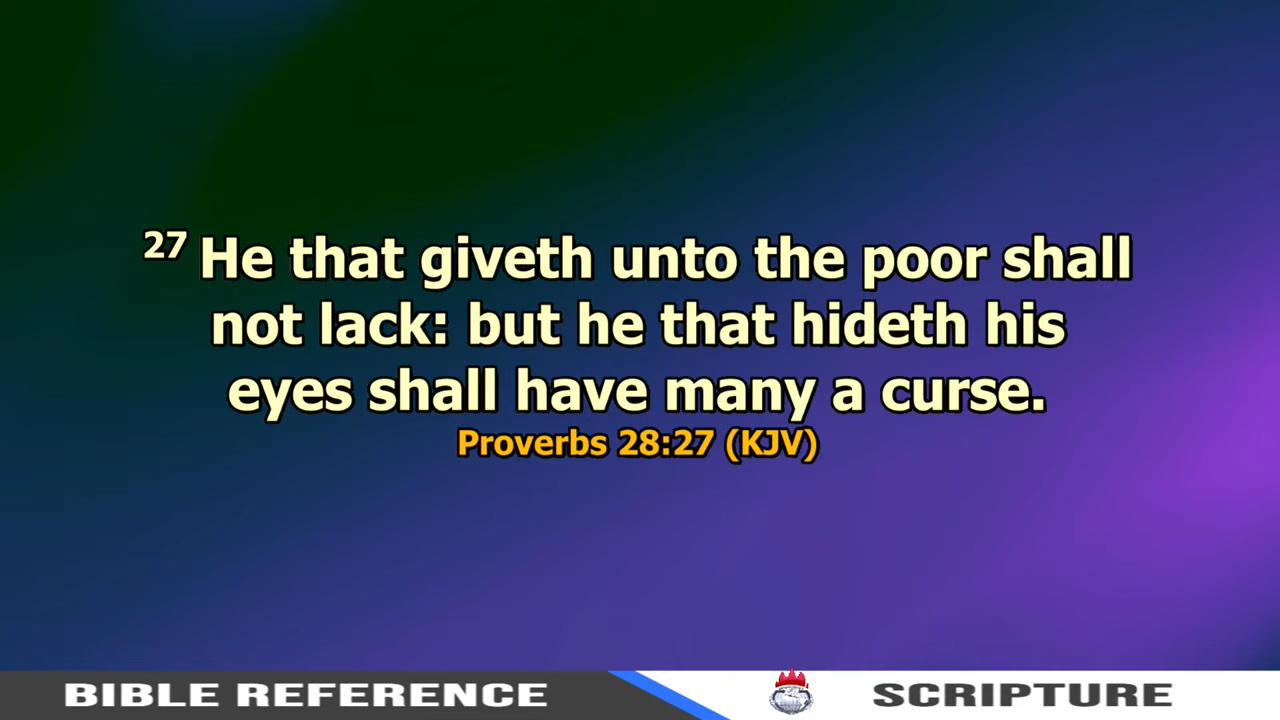 27 He that giveth unto the poor shall
not lack: but he that hideth his
eyes shall have many a curse.
Proverbs 28:27 (KJV)
BIBLE REFERENCE
SCRIPTURE